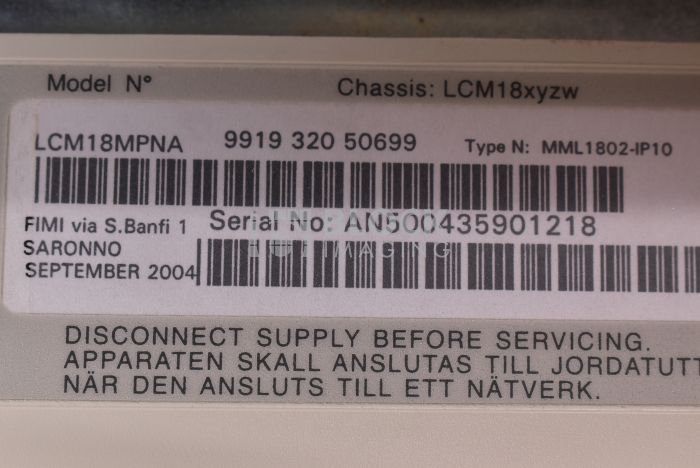 Model N°
Chassis: LCM18xyzw
LCM18MPNA 9919 320 50699 Type N: MML1802-IP10
FIMI via S.Banfi 1 Serial No: AN500435901218
SARONNO
SEPTEMBER 2004
IMAGING
DISCONNECT SUPPLY BEFORE SERVICING.
APPARATEN SKALL ANSLUTAS TILL JORDATUTT
NÄR DEN ANSLUTS TILL ETT NÄTVERK.